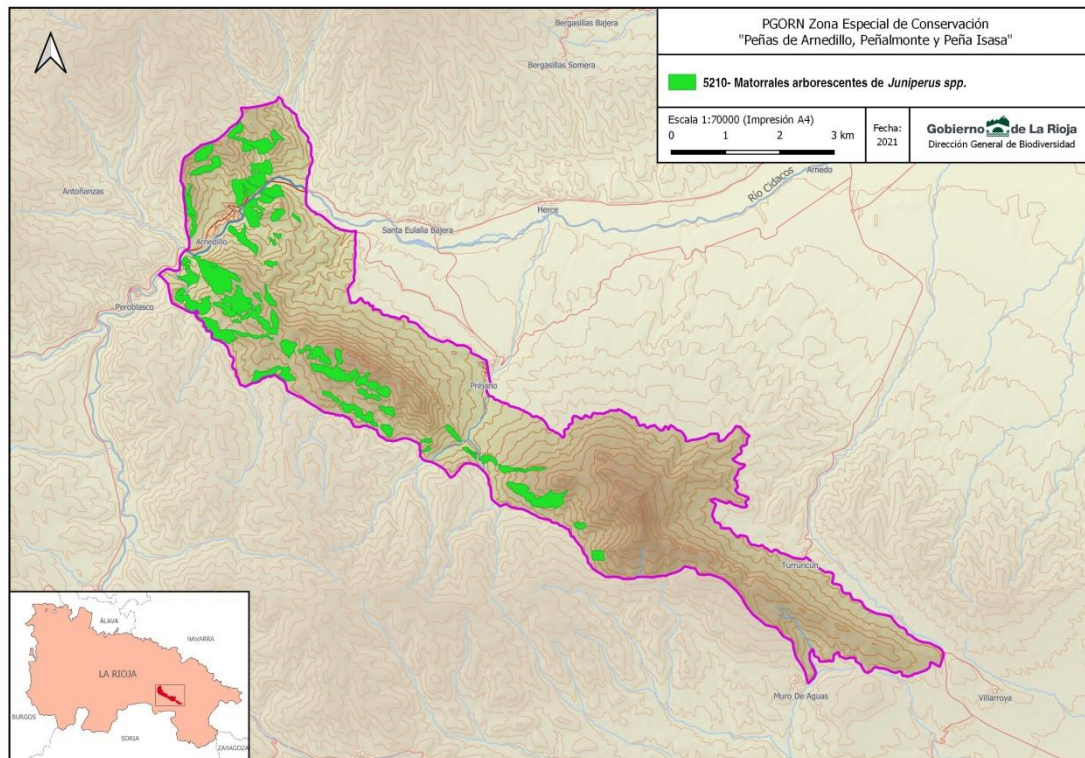 PGORN Zona Especial de Conservación
"Peñas de Arnedillo, Peñalmonte y Peña Isasa"
5210- Matorrales arborescentes de Juniperus spp.
Escala 1:70000 (Impresión A4)
0 1 2 3 km
Fecha:
2021
Gobierno de La Rioja
Dirección General de Biodiversidad
Bergasillas Bajera
Bergasillas Somera
Antoñanzas
Arnedo
Río Cidacos
Herce
Santa Eulalia Bajera
Arnedillo
Peroblasco
Préjano
Turruncún
Muro De Aguas
Villarroya
ÁLAVA
NAVARRA
LA RIOJA
BURGOS
SORIA
ZARAGOZA